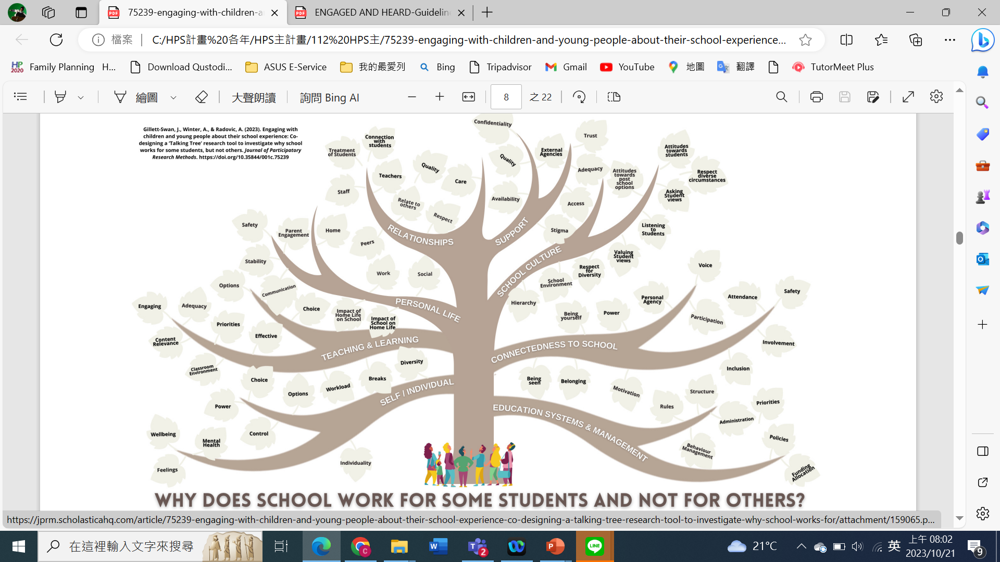 75239-engaging-with-children-a
ENGAGED AND HEARD-Guideline
檔案
C:/HPS計畫%20各年/HPS主計畫/112%20HPS主/75239-engaging-with-children-and-young-people-about-their-school-experience...
Family Planning H...
Download Qustodi...
ASUS E-Service
我的最愛列
Bing
Tripadvisor
Gmail
YouTube
地圖
翻譯
TutorMeet Plus
繪圖
大聲朗讀
詢問 Bing AI
8
之 22
Gillett-Swan, J., Winter, A., & Radovic, A. (2023). Engaging with
children and young people about their school experience: Co-
designing a 'Talking Tree' research tool to investigate why school
works for some students, but not others. Journal of Participatory
Research Methods. https://doi.org/10.35844/001c.75239
RELATIONSHIPS
Treatment
of Students
Connection
with
students
Teachers
Staff
Quality
Care
Relate to
others
Respect
Home
Peers
SUPPORT
Confidentiality
Quality
Availability
External
Agencies
Trust
Adequacy
Access
Stigma
SCHOOL CULTURE
Attitudes
towards
post
school
options
Attitudes
towards
students
Respect
diverse
circumstances
Asking
Student
views
Listening
to
Students
Valuing
Student
views
Respect
for
Diversity
School
Environment
Hierarchy
PERSONAL LIFE
Safety
Parent
Engagement
Stability
Work
Social
Communication
Choice
Impact of
Home Life
on School
Impact of
School on
Home Life
TEACHING & LEARNING
Options
Engaging
Adequacy
Priorities
Effective
Content
Relevance
Classroom
Environment
Choice
Options
Workload
Breaks
Diversity
CONNECTEDNESS TO SCHOOL
Being
yourself
Power
Personal
Agency
Voice
Participation
Attendance
Safety
Involvement
Inclusion
Being
seen
Belonging
Motivation
SELF / INDIVIDUAL
Power
Wellbeing
Mental
Health
Control
Feelings
Individuality
EDUCATION SYSTEMS & MANAGEMENT
Rules
Structure
Priorities
Administration
Policies
Behaviour
Management
Funding
Allocation
WHY DOES SCHOOL WORK FOR SOME STUDENTS AND NOT FOR OTHERS?
https://jprm.scholasticahq.com/article/75239-engaging-with-children-and-young-people-about-their-school-experience-co-designing-a-talking-tree-research-tool-to-investigate-why-school-works-for/attachment/159065.p...
在這裡輸入文字來搜尋
2
LINE
21°C
英
上午 08:02
2023/10/21
9